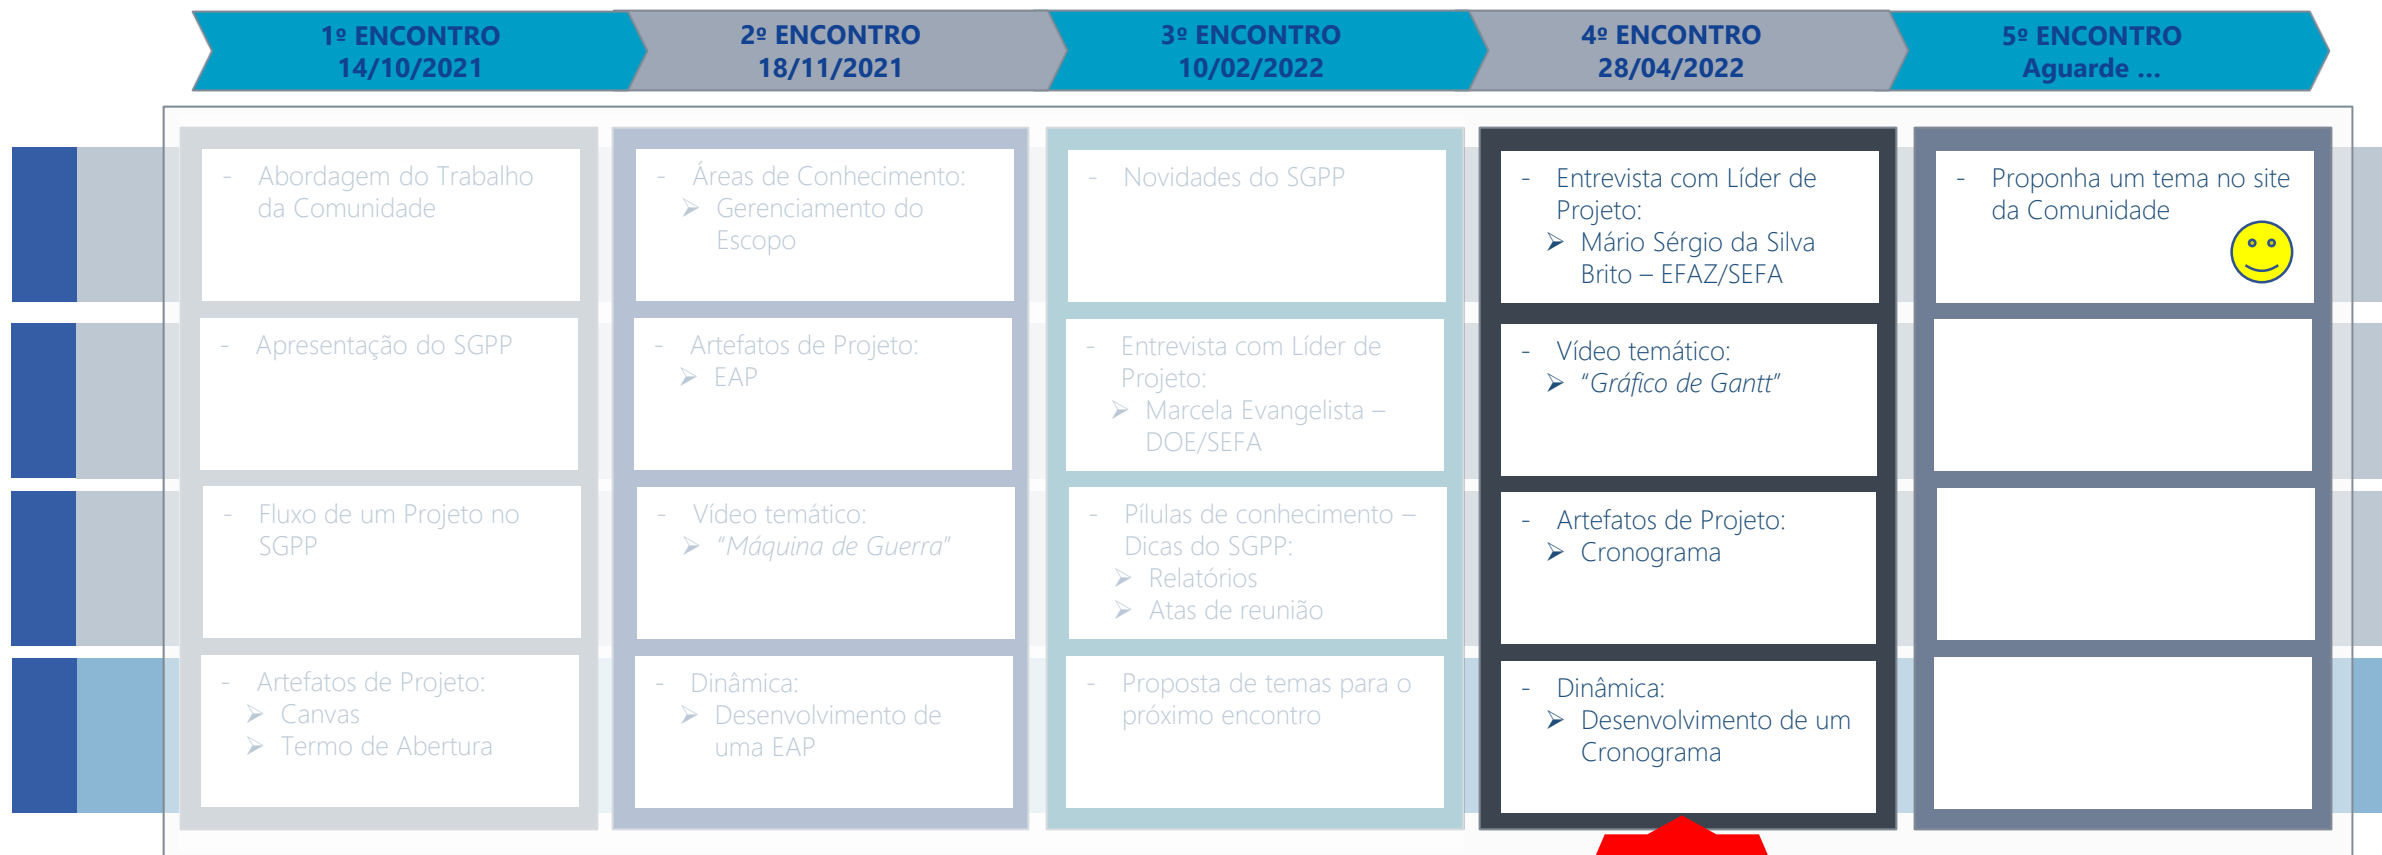 1º ENCONTRO
14/10/2021
2º ENCONTRO
18/11/2021
3º ENCONTRO
10/02/2022
4º ENCONTRO
28/04/2022
5º ENCONTRO
Aguarde ...
- Abordagem do Trabalho
da Comunidade
- Apresentação do SGPP
- Fluxo de um Projeto no
SGPP
- Artefatos de Projeto:
➢ Canvas
➢ Termo de Abertura
- Áreas de Conhecimento:
➢ Gerenciamento do
Escopo
- Artefatos de Projeto:
➢ EAP
- Vídeo temático:
➢ “Máquina de Guerra”
- Dinâmica:
➢ Desenvolvimento de
uma EAP
- Novidades do SGPP
- Entrevista com Líder de
Projeto:
➢ Marcela Evangelista –
DOE/SEFA
- Pílulas de conhecimento –
Dicas do SGPP:
➢ Relatórios
➢ Atas de reunião
- Proposta de temas para o
próximo encontro
- Entrevista com Líder de
Projeto:
➢ Mário Sérgio da Silva
Brito – EFAZ/SEFA
- Vídeo temático:
➢ “Gráfico de Gantt”
- Artefatos de Projeto:
➢ Cronograma
- Dinâmica:
➢ Desenvolvimento de um
Cronograma
- Proponha um tema no site
da Comunidade